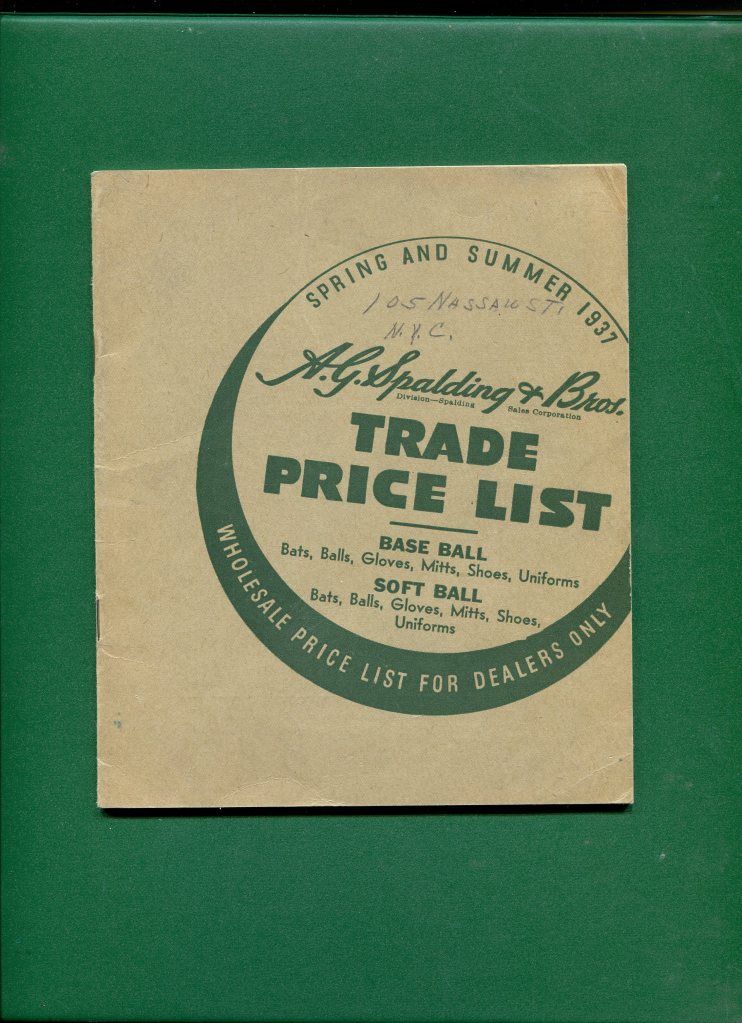 SPRING AND SUMMER 1937
105 NASSAU ST.
N.Y.C.
A.G. Spalding & Bros.
Division—Spalding Sales Corporation
TRADE
PRICE LIST
BASE BALL
Bats, Balls, Gloves, Mitts, Shoes, Uniforms
SOFT BALL
Bats, Balls, Gloves, Mitts, Shoes,
Uniforms
WHOLESALE PRICE LIST FOR DEALERS ONLY